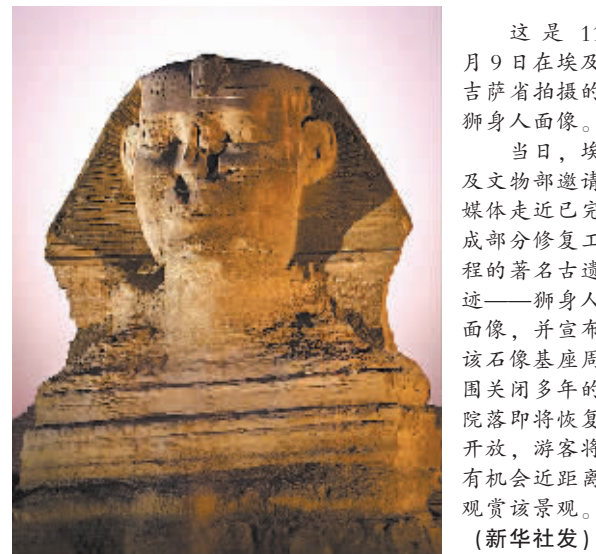 这是 11
月9日在埃及
吉萨省拍摄的
狮身人面像。
当日，埃
及文物部邀请
媒体走近已完
成部分修复工
程的著名古遗
迹——狮身人
面像，并宣布
该石像基座周
围关闭多年的
院落即将恢复
开放，游客将
有机会近距离
观赏该景观。
(新华社发)